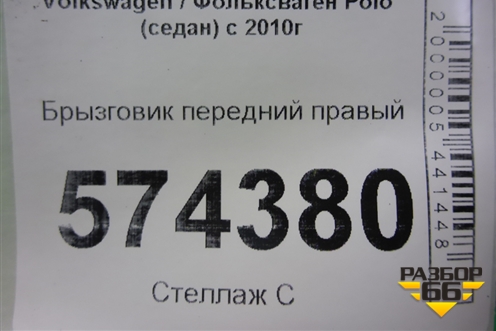 Volkswagen / Фольксваген Polo
(седан) с 2010г
Брызговик передний правый
574380
Стеллаж С
2000005441448
РАЗБОР
66